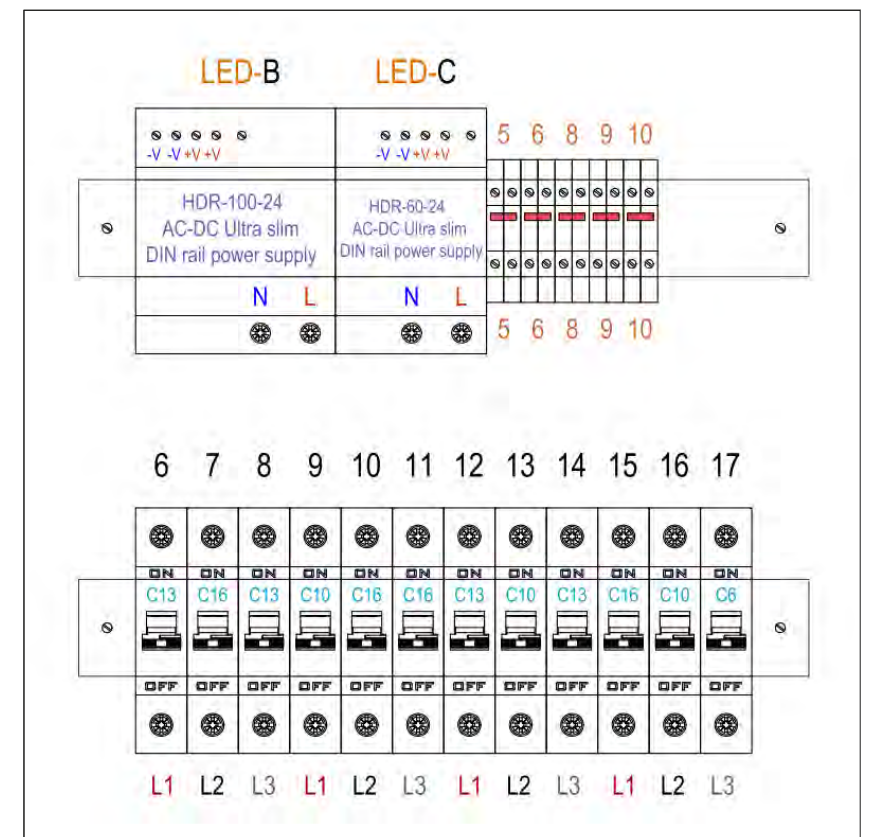 LED-B LED-C
5 6 8 9 10
-V -V +V +V -V -V +V +V
HDR-100-24
AC-DC Ultra slim
DIN rail power supply
HDR-60-24
AC-DC Ultra slim
DIN rail power supply
N L N L
5 6 8 9 10
6 7 8 9 10 11 12 13 14 15 16 17
ON ON ON ON ON ON ON ON ON ON ON ON
C13 C16 C13 C10 C16 C16 C13 C10 C13 C16 C10 C6
OFF OFF OFF OFF OFF OFF OFF OFF OFF OFF OFF OFF
L1 L2 L3 L1 L2 L3 L1 L2 L3 L1 L2 L3